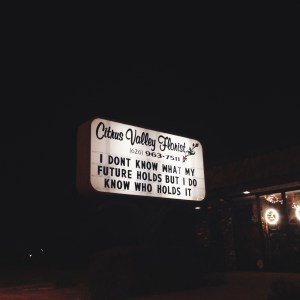 Citrus Valley Florist
(626) 963-7511
I DONT KNOW WHAT MY
FUTURE HOLDS BUT I DO
KNOW WHO HOLDS IT